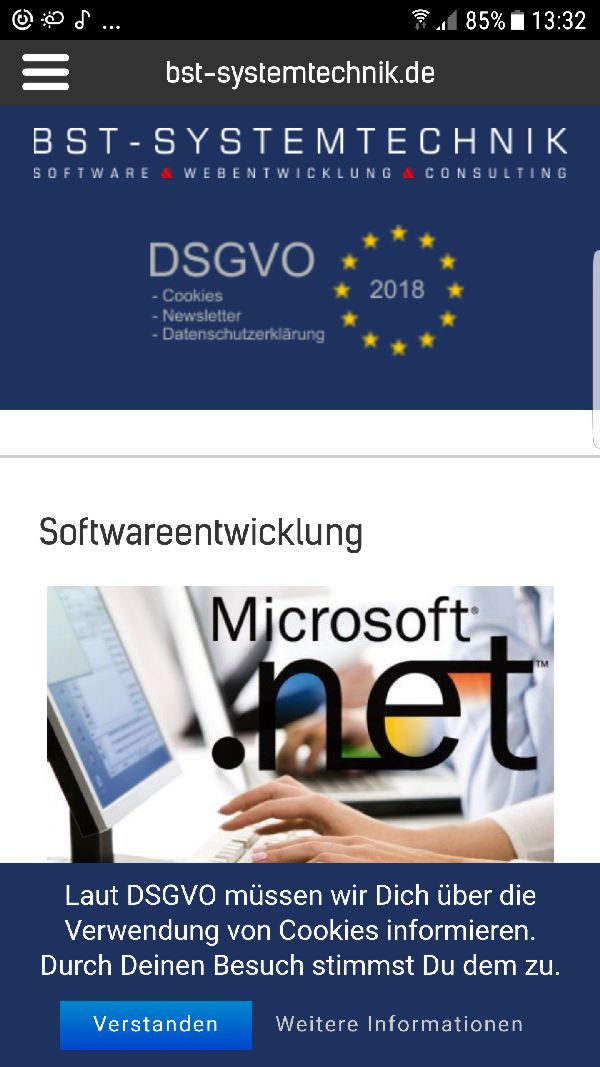 ... 85% 13:32
bst-systemtechnik.de
BST-SYSTEMTECHNIK
SOFTWARE & WEBENTWICKLUNG & CONSULTING
DSGVO
- Cookies
- Newsletter
- Datenschutzerklärung
2018
Softwareentwicklung
Microsoft®
.net™
Laut DSGVO müssen wir Dich über die
Verwendung von Cookies informieren.
Durch Deinen Besuch stimmst Du dem zu.
Verstanden Weitere Informationen